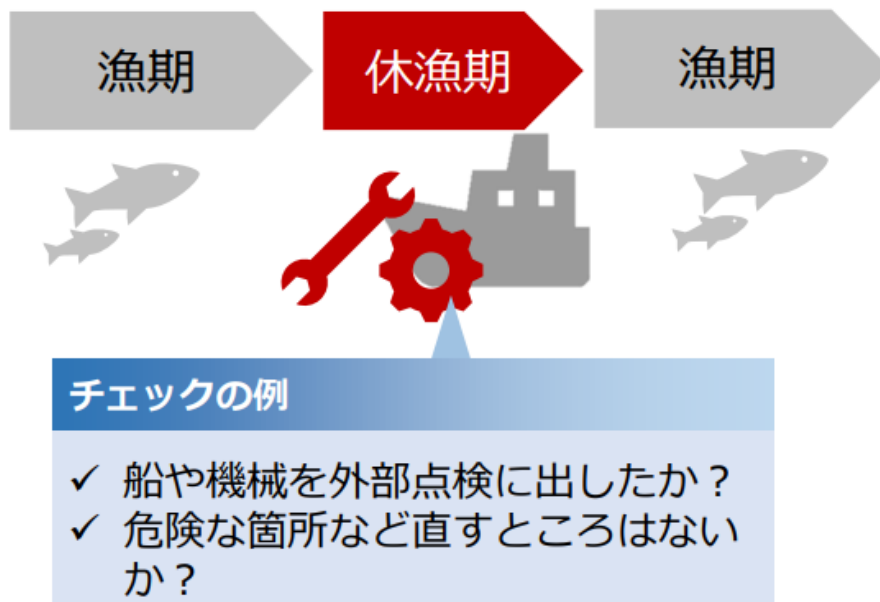 漁期
休漁期
漁期
チェックの例
✓ 船や機械を外部点検に出したか？
✓ 危険な箇所など直すところはない
か？